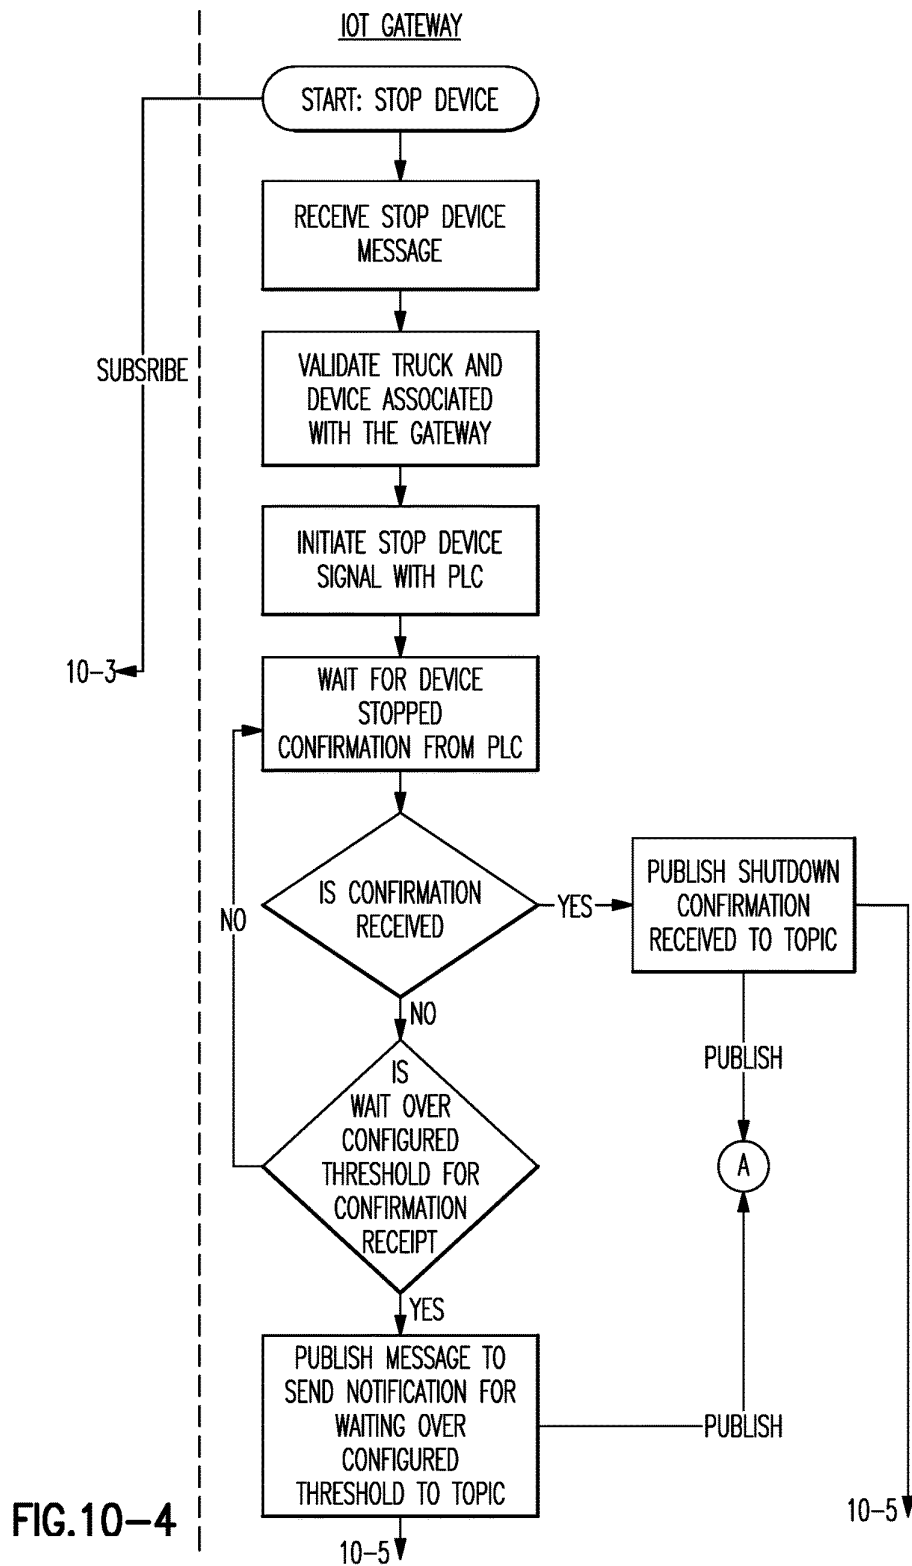 IOT GATEWAY
START: STOP DEVICE
RECEIVE STOP DEVICE
MESSAGE
SUBSRIBE
VALIDATE TRUCK AND
DEVICE ASSOCIATED
WITH THE GATEWAY
INITIATE STOP DEVICE
SIGNAL WITH PLC
10-3
WAIT FOR DEVICE
STOPPED
CONFIRMATION FROM PLC
IS CONFIRMATION
RECEIVED
YES
PUBLISH SHUTDOWN
CONFIRMATION
RECEIVED TO TOPIC
NO
NO
PUBLISH
IS
WAIT OVER
CONFIGURED
THRESHOLD FOR
CONFIRMATION
RECEIPT
A
YES
PUBLISH MESSAGE TO
SEND NOTIFICATION FOR
WAITING OVER
CONFIGURED
THRESHOLD TO TOPIC
PUBLISH
10-5
FIG.10-4
10-5